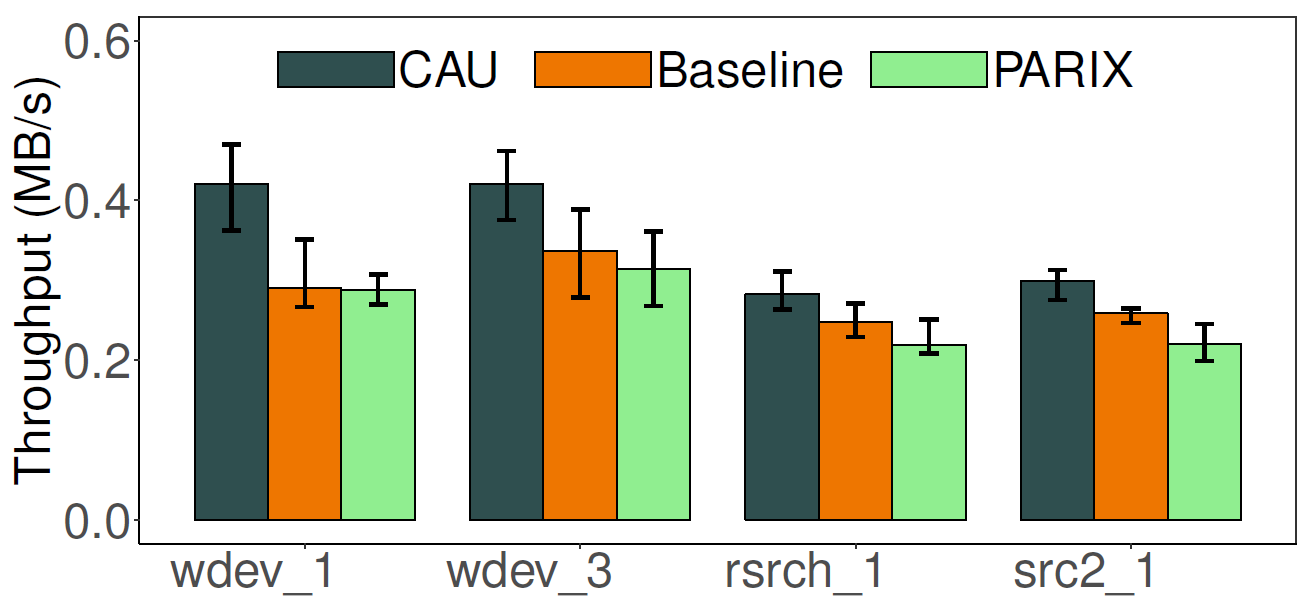 Throughput (MB/s)
0.6
0.4
0.2
0.0
CAU Baseline PARIX
wdev_1 wdev_3 rsrch_1 src2_1